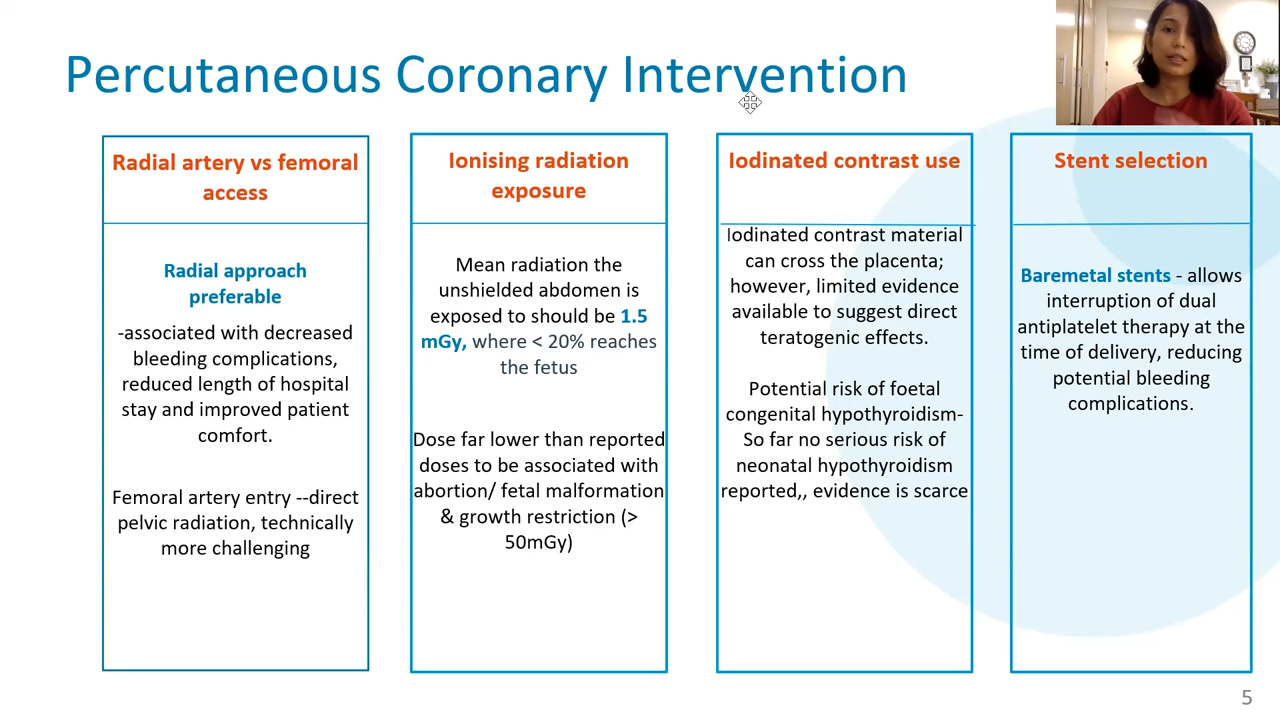 Percutaneous Coronary Intervention
Radial artery vs femoral
access
Radial approach
preferable
-associated with decreased
bleeding complications,
reduced length of hospital
stay and improved patient
comfort.
Femoral artery entry --direct
pelvic radiation, technically
more challenging
Ionising radiation
exposure
Mean radiation the
unshielded abdomen is
exposed to should be 1.5
mGy, where < 20% reaches
the fetus
Dose far lower than reported
doses to be associated with
abortion/ fetal malformation
& growth restriction (>
50mGy)
Iodinated contrast use
Iodinated contrast material
can cross the placenta;
however, limited evidence
available to suggest direct
teratogenic effects.
Potential risk of foetal
congenital hypothyroidism-
So far no serious risk of
neonatal hypothyroidism
reported,, evidence is scarce
Stent selection
Baremetal stents - allows
interruption of dual
antiplatelet therapy at the
time of delivery, reducing
potential bleeding
complications.
5